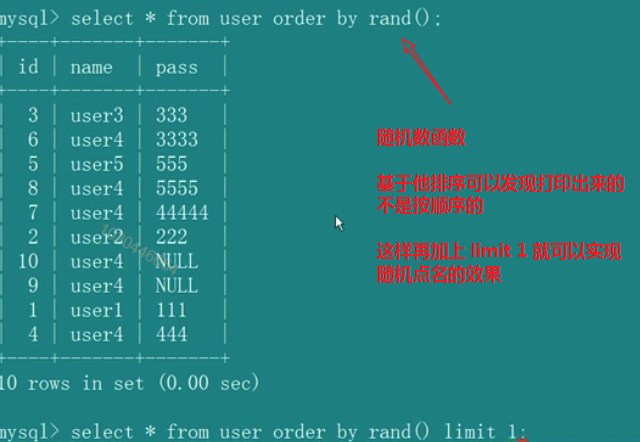 mysql> select * from user order by rand();
+----+-------+-------+
| id | name | pass |
+----+-------+-------+
| 3 | user3 | 333 |
| 6 | user4 | 3333 |
| 5 | user5 | 555 |
| 8 | user4 | 5555 |
| 7 | user4 | 44444 |
| 2 | user2 | 222 |
| 10 | user4 | NULL |
| 9 | user4 | NULL |
| 1 | user1 | 111 |
| 4 | user4 | 444 |
+----+-------+-------+
10 rows in set (0.00 sec)
mysql> select * from user order by rand() limit 1;
随机数函数
基于他排序可以发现打印出来的
不是按顺序的
这样再加上 limit 1 就可以实现
随机点名的效果